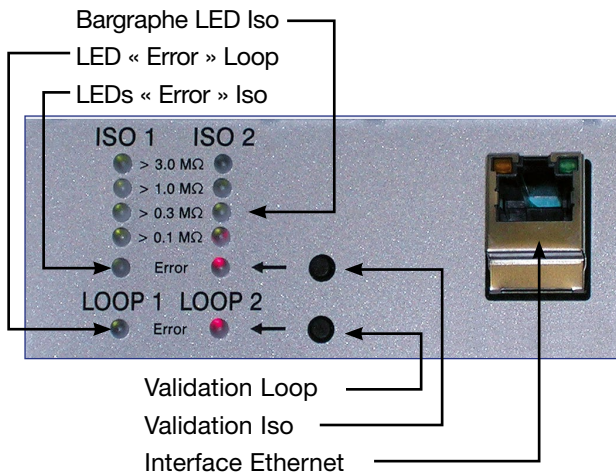 Bargraphe LED Iso
LED « Error » Loop
LEDs « Error » Iso
ISO 1 ISO 2
> 3.0 MΩ
> 1.0 MΩ
> 0.3 MΩ
> 0.1 MΩ
Error
LOOP 1 LOOP 2
Error
Validation Loop
Validation Iso
Interface Ethernet